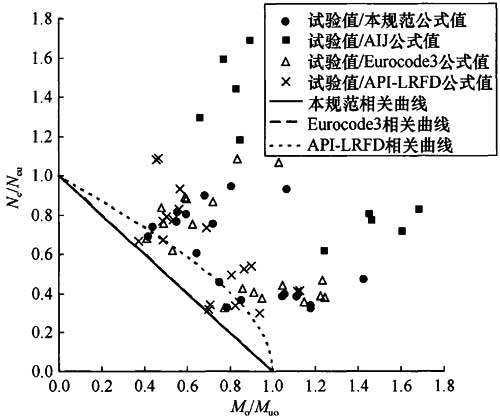 试验值/本规范公式值
试验值/AIJ公式值
试验值/Eurocode3公式值
试验值/API-LRFD公式值
本规范相关曲线
Eurocode3相关曲线
API-LRFD相关曲线
1.8
1.6
1.4
1.2
1.0
0.8
0.6
0.4
0.2
0.0
Nc/Ncu
0.0 0.2 0.4 0.6 0.8 1.0 1.2 1.4 1.6 1.8
Mo/Muo